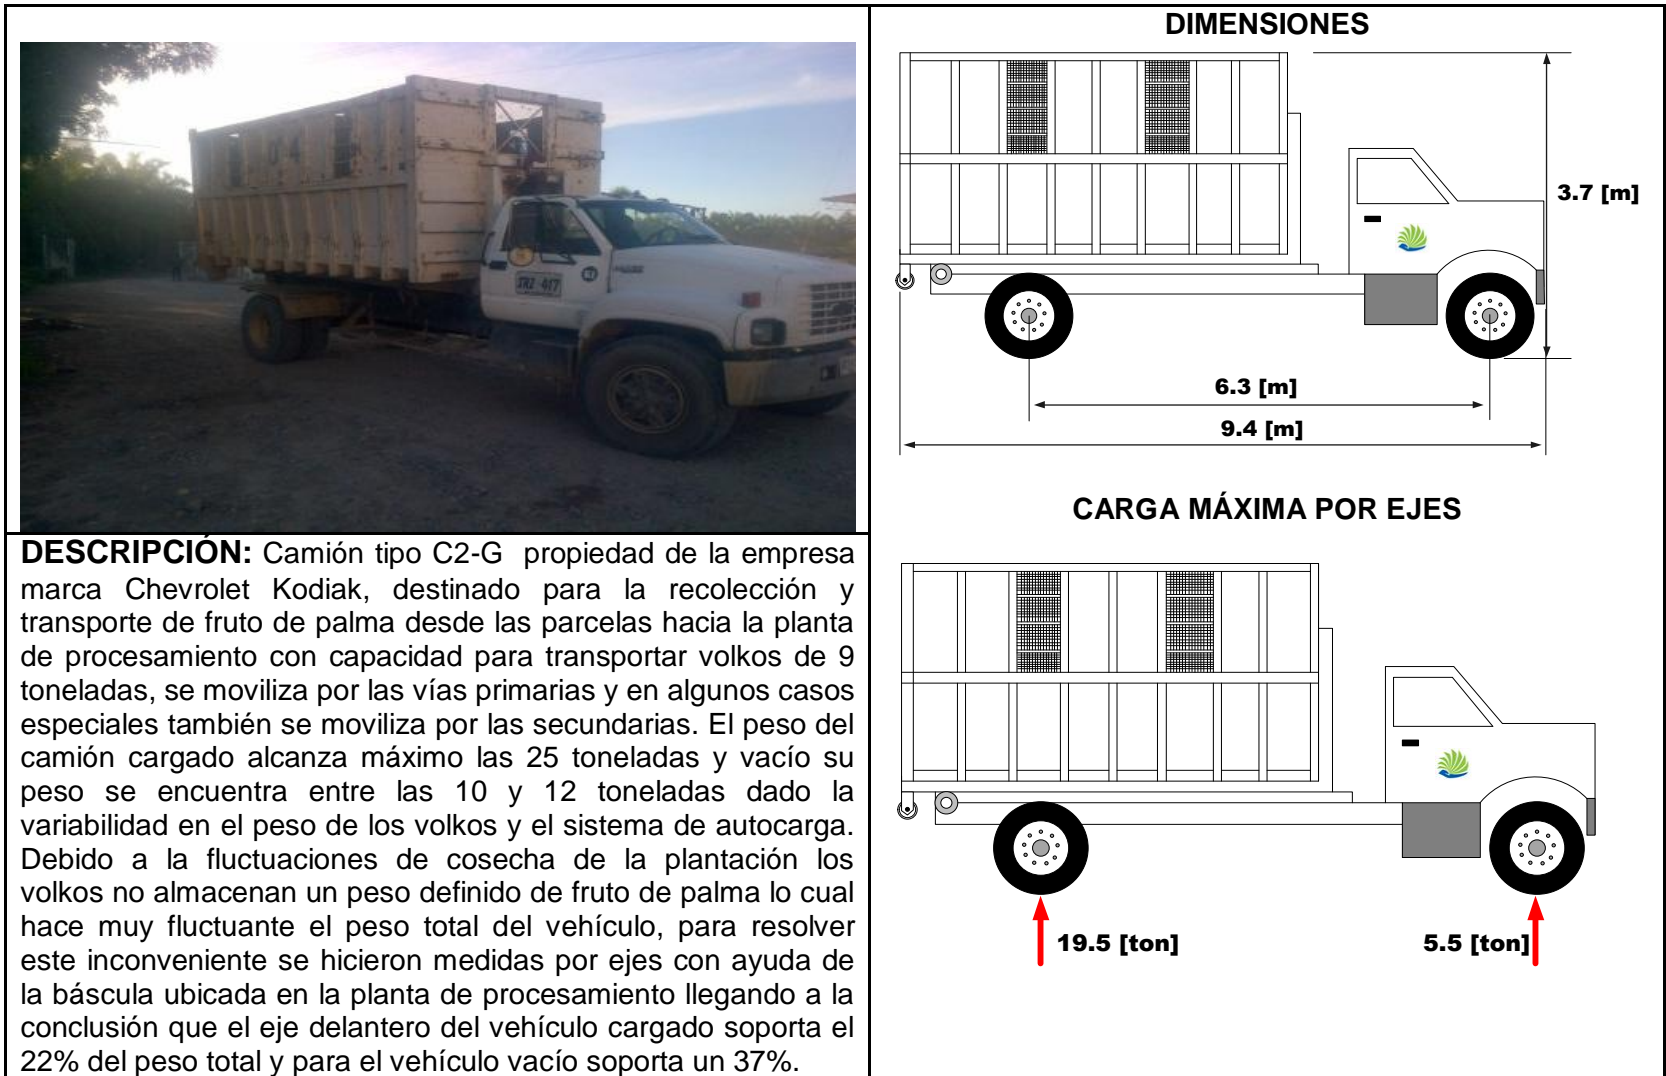 DIMENSIONES
3.7 [m]
6.3 [m]
9.4 [m]
SRZ 417
CARGA MÁXIMA POR EJES
19.5 [ton]
5.5 [ton]
DESCRIPCIÓN: Camión tipo C2-G propiedad de la empresa
marca Chevrolet Kodiak, destinado para la recolección y
transporte de fruto de palma desde las parcelas hacia la planta
de procesamiento con capacidad para transportar volkos de 9
toneladas, se moviliza por las vías primarias y en algunos casos
especiales también se moviliza por las secundarias. El peso del
camión cargado alcanza máximo las 25 toneladas y vacío su
peso se encuentra entre las 10 y 12 toneladas dado la
variabilidad en el peso de los volkos y el sistema de autocarga.
Debido a la fluctuaciones de cosecha de la plantación los
volkos no almacenan un peso definido de fruto de palma lo cual
hace muy fluctuante el peso total del vehículo, para resolver
este inconveniente se hicieron medidas por ejes con ayuda de
la báscula ubicada en la planta de procesamiento llegando a la
conclusión que el eje delantero del vehículo cargado soporta el
22% del peso total y para el vehículo vacío soporta un 37%.